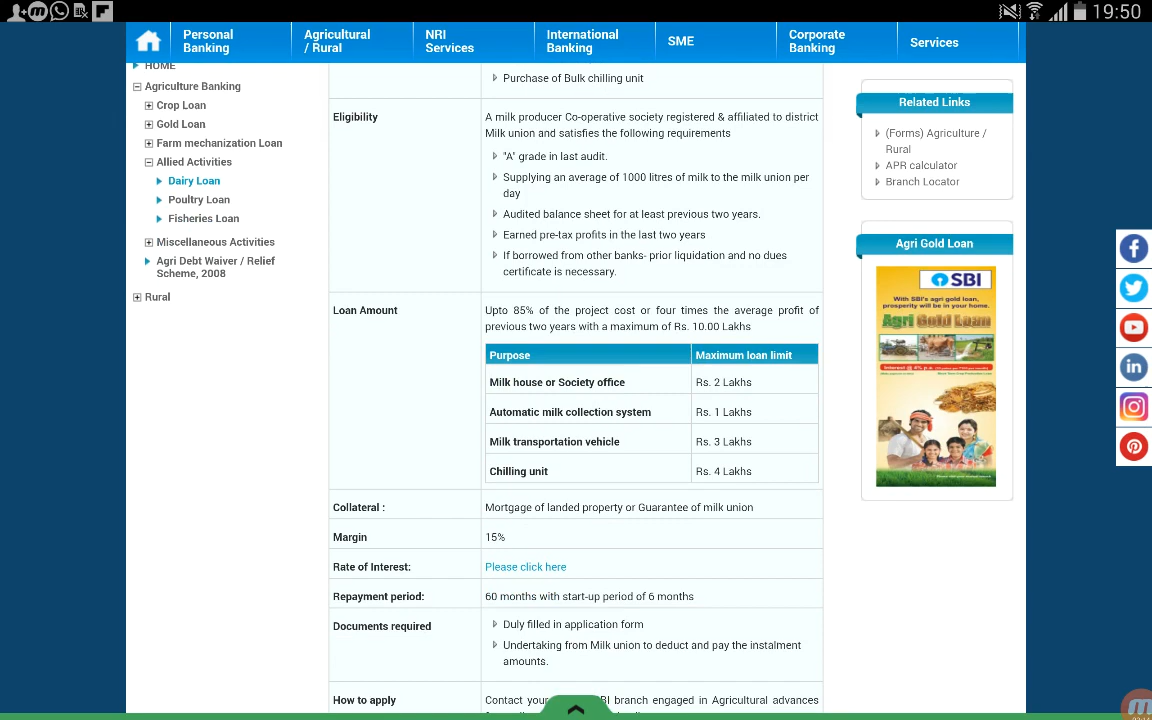 19:50
Personal Banking
Agricultural / Rural
NRI Services
International Banking
SME
Corporate Banking
Services
HOME
Agriculture Banking
Crop Loan
Gold Loan
Farm mechanization Loan
Allied Activities
Dairy Loan
Poultry Loan
Fisheries Loan
Miscellaneous Activities
Agri Debt Waiver / Relief
Scheme, 2008
Rural
Purchase of Bulk chilling unit
Eligibility
A milk producer Co-operative society registered & affiliated to district
Milk union and satisfies the following requirements
"A" grade in last audit.
Supplying an average of 1000 litres of milk to the milk union per
day
Audited balance sheet for at least previous two years.
Earned pre-tax profits in the last two years
If borrowed from other banks- prior liquidation and no dues
certificate is necessary.
Loan Amount
Upto 85% of the project cost or four times the average profit of
previous two years with a maximum of Rs. 10.00 Lakhs
Purpose Maximum loan limit
Milk house or Society office Rs. 2 Lakhs
Automatic milk collection system Rs. 1 Lakhs
Milk transportation vehicle Rs. 3 Lakhs
Chilling unit Rs. 4 Lakhs
Collateral : Mortgage of landed property or Guarantee of milk union
Margin 15%
Rate of Interest: Please click here
Repayment period: 60 months with start-up period of 6 months
Documents required
Duly filled in application form
Undertaking from Milk union to deduct and pay the instalment
amounts.
How to apply Contact your BI branch engaged in Agricultural advances
Related Links
(Forms) Agriculture /
Rural
APR calculator
Branch Locator
Agri Gold Loan
SBI
With SBI's agri gold loan,
prosperity will be in your home.
Agri Gold Loan